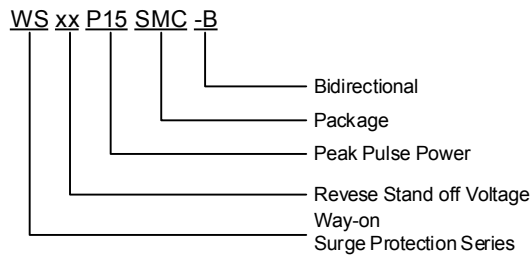 WS xx P15 SMC -B
Bidirectional
Package
Peak Pulse Power
Revese Stand off Voltage
Way-on
Surge Protection Series